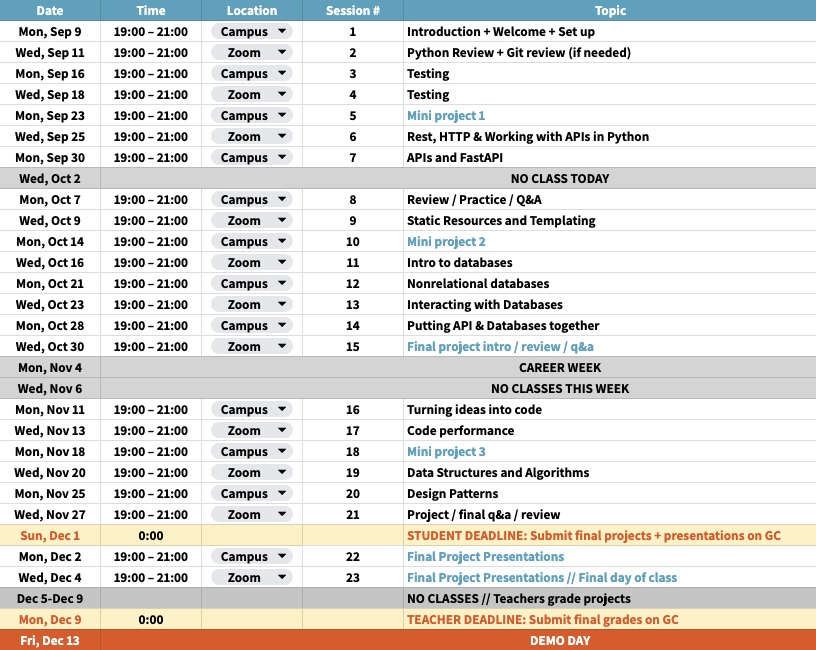 Date Time Location Session # Topic
Mon, Sep 9 19:00 – 21:00 Campus 1 Introduction + Welcome + Set up
Wed, Sep 11 19:00 – 21:00 Zoom 2 Python Review + Git review (if needed)
Mon, Sep 16 19:00 – 21:00 Campus 3 Testing
Wed, Sep 18 19:00 – 21:00 Zoom 4 Testing
Mon, Sep 23 19:00 – 21:00 Campus 5 Mini project 1
Wed, Sep 25 19:00 – 21:00 Zoom 6 Rest, HTTP & Working with APIs in Python
Mon, Sep 30 19:00 – 21:00 Campus 7 APIs and FastAPI
Wed, Oct 2 NO CLASS TODAY
Mon, Oct 7 19:00 – 21:00 Campus 8 Review / Practice / Q&A
Wed, Oct 9 19:00 – 21:00 Zoom 9 Static Resources and Templating
Mon, Oct 14 19:00 – 21:00 Campus 10 Mini project 2
Wed, Oct 16 19:00 – 21:00 Zoom 11 Intro to databases
Mon, Oct 21 19:00 – 21:00 Campus 12 Nonrelational databases
Wed, Oct 23 19:00 – 21:00 Zoom 13 Interacting with Databases
Mon, Oct 28 19:00 – 21:00 Campus 14 Putting API & Databases together
Wed, Oct 30 19:00 – 21:00 Zoom 15 Final project intro / review / q&a
Mon, Nov 4 CAREER WEEK
Wed, Nov 6 NO CLASSES THIS WEEK
Mon, Nov 11 19:00 – 21:00 Campus 16 Turning ideas into code
Wed, Nov 13 19:00 – 21:00 Zoom 17 Code performance
Mon, Nov 18 19:00 – 21:00 Campus 18 Mini project 3
Wed, Nov 20 19:00 – 21:00 Zoom 19 Data Structures and Algorithms
Mon, Nov 25 19:00 – 21:00 Campus 20 Design Patterns
Wed, Nov 27 19:00 – 21:00 Zoom 21 Project / final q&a / review
Sun, Dec 1 0:00 STUDENT DEADLINE: Submit final projects + presentations on GC
Mon, Dec 2 19:00 – 21:00 Campus 22 Final Project Presentations
Wed, Dec 4 19:00 – 21:00 Zoom 23 Final Project Presentations // Final day of class
Dec 5-Dec 9 NO CLASSES // Teachers grade projects
Mon, Dec 9 0:00 TEACHER DEADLINE: Submit final grades on GC
Fri, Dec 13 DEMO DAY